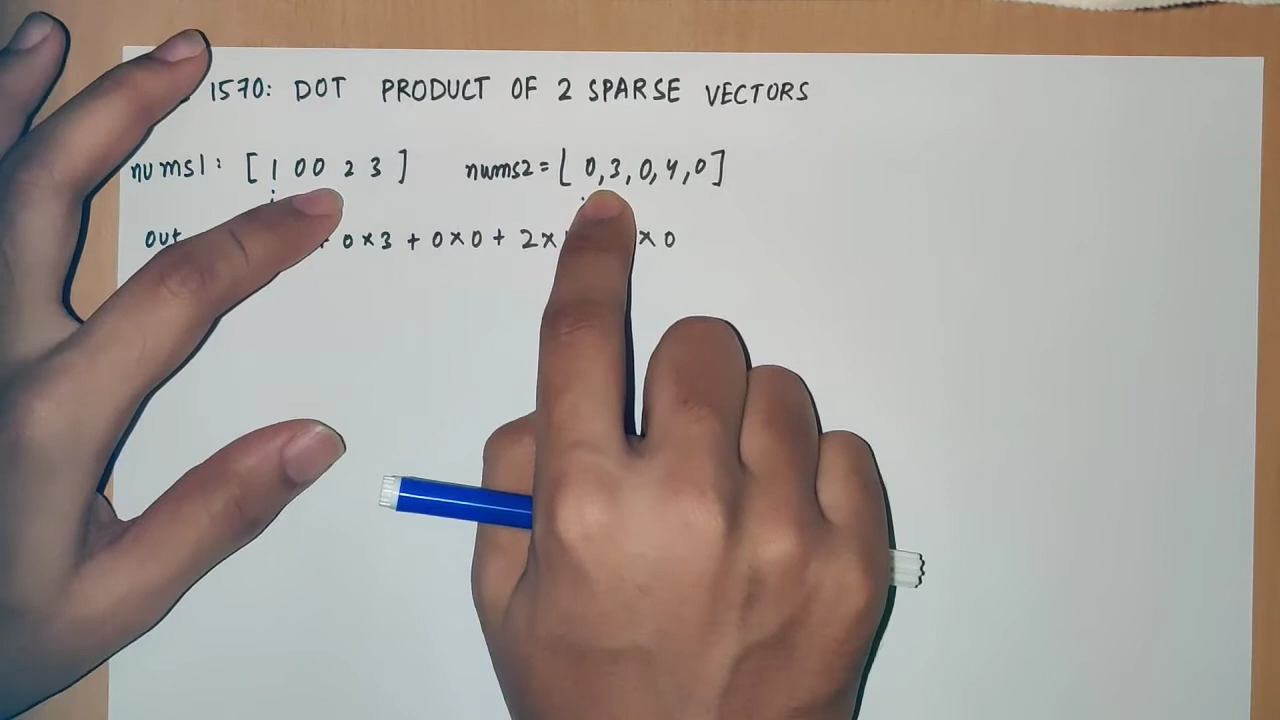 1570: DOT PRODUCT OF 2 SPARSE VECTORS
nums1: [ 1 0 0 2 3 ] nums2 = [ 0,3,0,4,0]
out + 0 x 3 + 0 x 0 + 2 x x 0